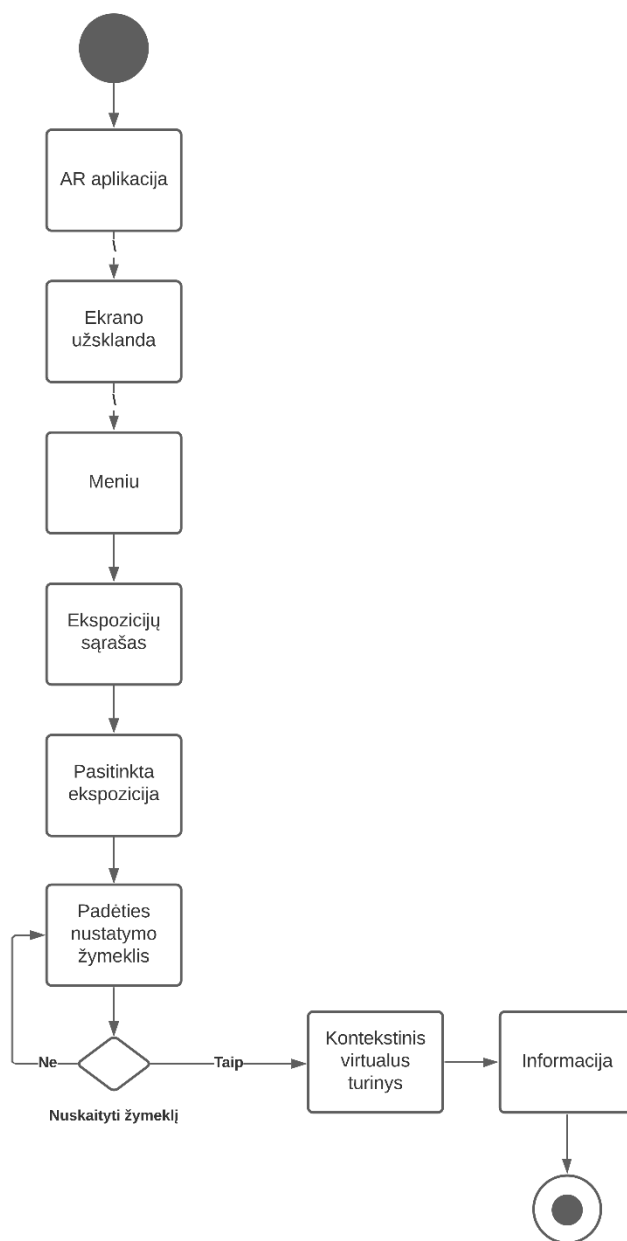 AR aplikacija
Ekrano
užsklanda
Meniu
Ekspozicijų
sąrašas
Pasitinkta
ekspozicija
Padėties
nustatymo
žymeklis
Ne
Taip
Nuskaityti žymeklį
Kontekstinis
virtualus
turinys
Informacija